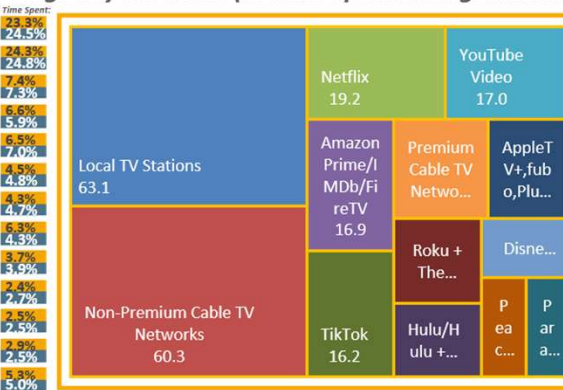 Time Spent:
23.3%
24.5%
24.3%
24.8%
7.4%
7.3%
6.6%
5.9%
6.5%
7.0%
4.5%
4.8%
4.3%
4.7%
6.3%
4.3%
3.7%
3.9%
2.4%
2.7%
2.5%
2.5%
2.9%
2.5%
5.3%
5.0%
Local TV Stations
63.1
Non-Premium Cable TV
Networks
60.3
Netflix
19.2
YouTube
Video
17.0
Amazon
Prime/I
MDb/Fi
reTV
16.9
Premium
Cable TV
Netwo...
AppleT
V+,fub
o,Plu...
TikTok
16.2
Roku +
The...
Disne...
Hulu/H
ulu +...
P
ea
c...
P
ar
a...